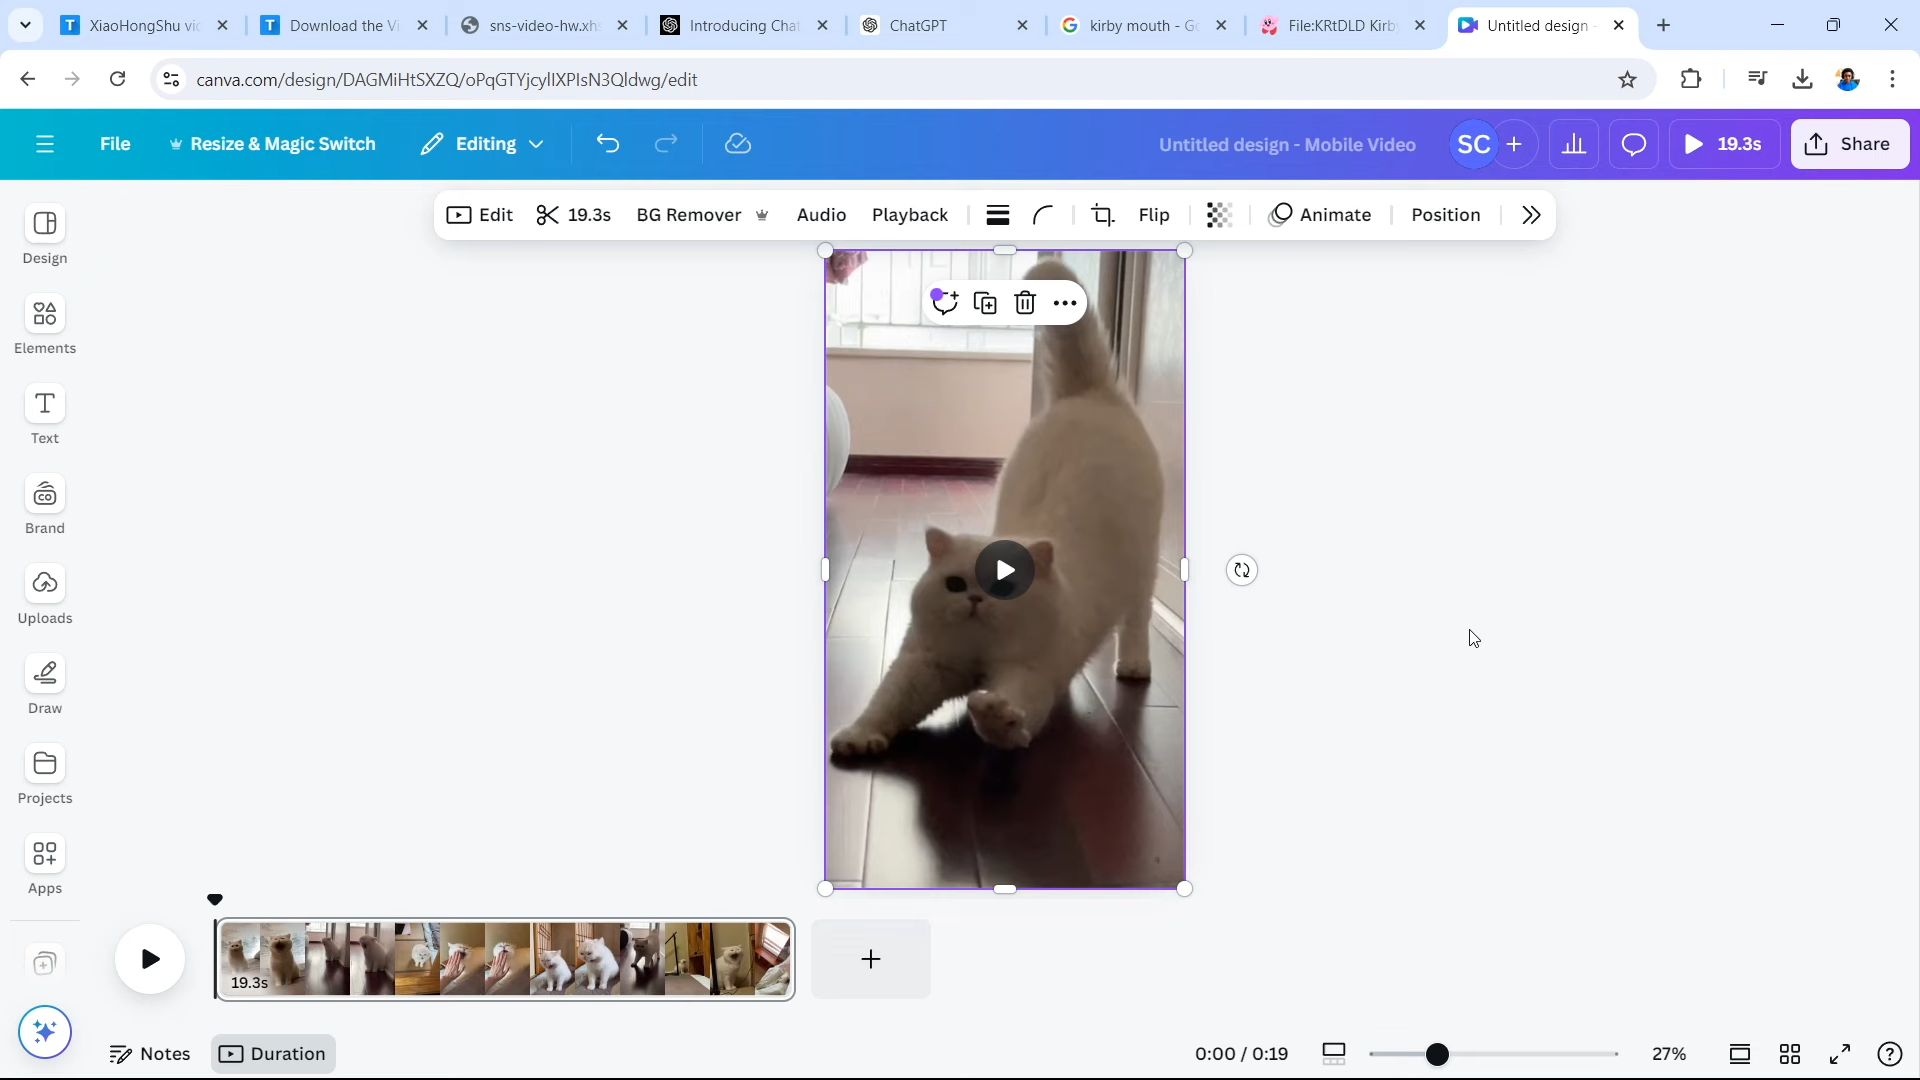 XiaoHongShu vi
Download the Vi
sns-video-hw.xh
Introducing Chat
ChatGPT
kirby mouth - G
File:KRtDLD Kirb
Untitled design -
canva.com/design/DAGMiHtSXZQ/oPqGTYjcylIXPIsN3Qldwg/edit
File
Resize & Magic Switch
Editing
Untitled design - Mobile Video
SC
19.3s
Share
Edit
19.3s
BG Remover
Audio
Playback
Flip
Animate
Position
Design
Elements
Text
Brand
Uploads
Draw
Projects
Apps
19.3s
Notes
Duration
0:00 / 0:19
27%